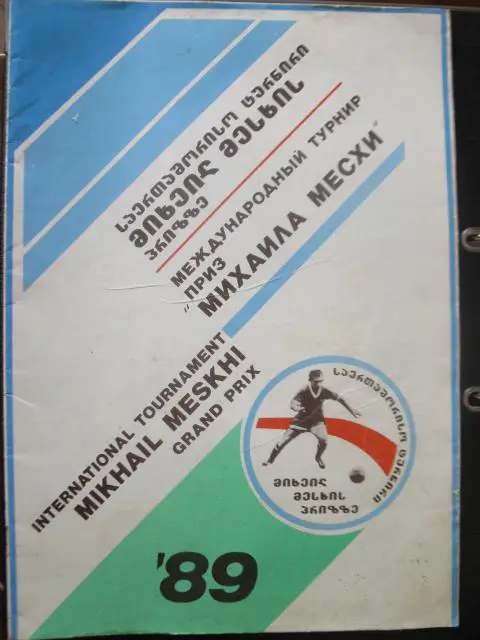 საერთაშორისო ტურნირი
მიხეილ მესხის
პრიზზე
МЕЖДУНАРОДНЫЙ ТУРНИР
"ПРИЗ
МИХАИЛА МЕСХИ"
INTERNATIONAL TOURNAMENT
MIKHAIL MESKHI
GRAND PRIX
საერთაშორისო ტურნირი
მიხეილ
მესხის
პრიზზე
'89